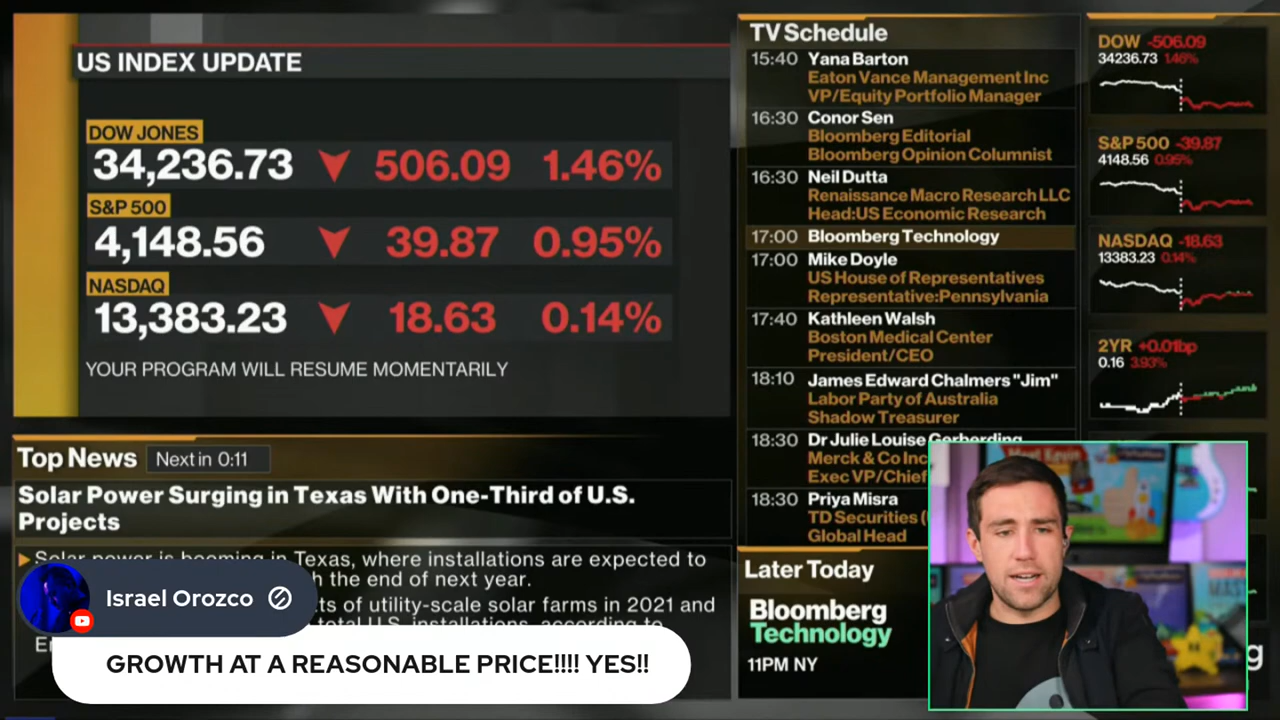 US INDEX UPDATE
DOW JONES
34,236.73 506.09 1.46%
S&P 500
4,148.56 39.87 0.95%
NASDAQ
13,383.23 18.63 0.14%
YOUR PROGRAM WILL RESUME MOMENTARILY
Top News Next in 0:11
Solar Power Surging in Texas With One-Third of U.S.
Projects
Solar power is booming in Texas, where installations are expected to
the end of next year.
of utility-scale solar farms in 2021 and
total U.S. installations, according to
Israel Orozco
GROWTH AT A REASONABLE PRICE!!!! YES!!
TV Schedule
15:40 Yana Barton
Eaton Vance Management Inc
VP/Equity Portfolio Manager
16:30 Conor Sen
Bloomberg Editorial
Bloomberg Opinion Columnist
16:30 Neil Dutta
Renaissance Macro Research LLC
Head:US Economic Research
17:00 Bloomberg Technology
17:00 Mike Doyle
US House of Representatives
Representative:Pennsylvania
17:40 Kathleen Walsh
Boston Medical Center
President/CEO
18:10 James Edward Chalmers "Jim"
Labor Party of Australia
Shadow Treasurer
18:30 Dr Julie Louise Gerberding
Merck & Co Inc
Exec VP/Chief
18:30 Priya Misra
TD Securities (
Global Head
Later Today
Bloomberg
Technology
11PM NY
DOW -506.09
34236.73 1.46%
S&P 500 -39.87
4148.56 0.95%
NASDAQ -18.63
13383.23 0.14%
2YR +0.01bp
0.16 3.93%